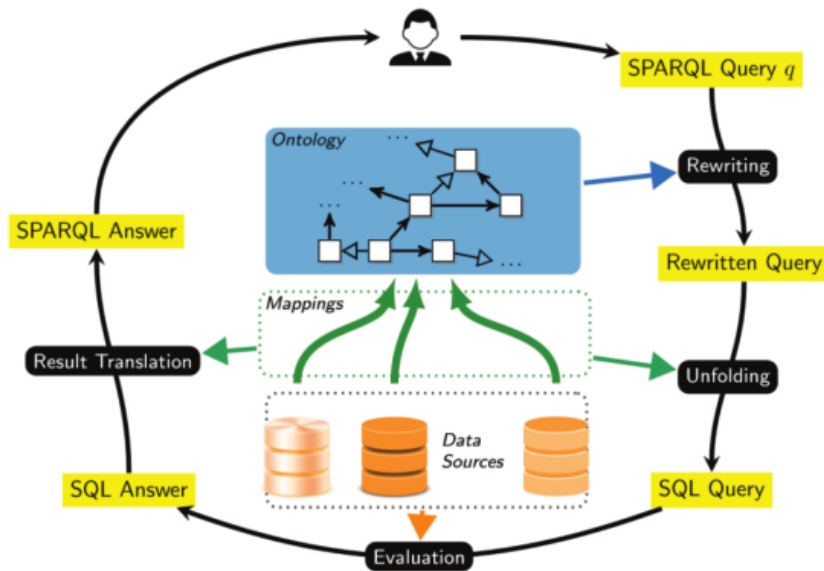 SPARQL Query q
Ontology
...
...
Rewriting
...
SPARQL Answer
...
Rewritten Query
Mappings
Result Translation
Unfolding
Data
Sources
SQL Answer
SQL Query
Evaluation